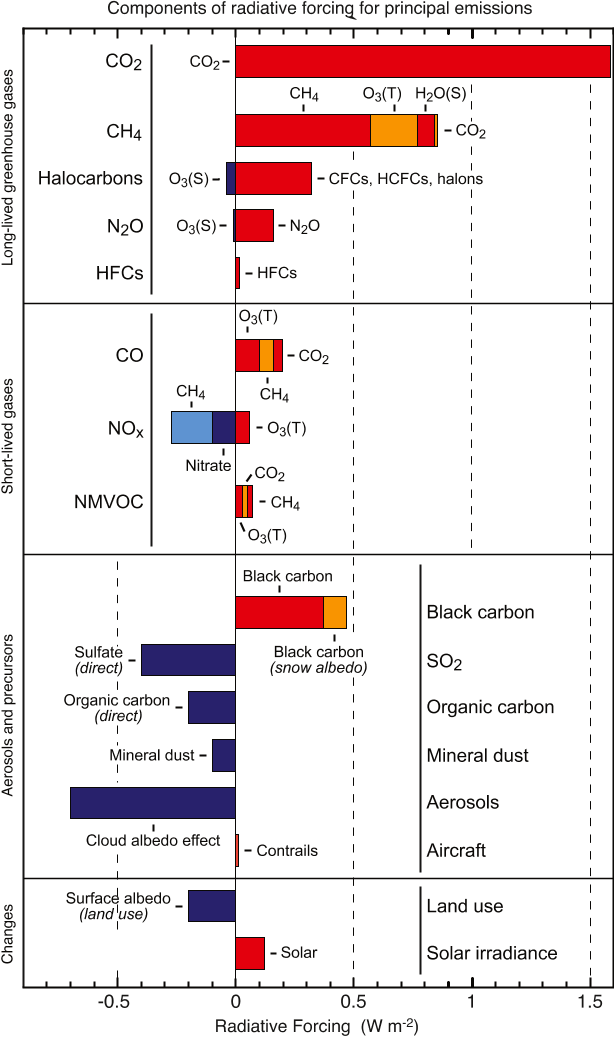 Components of radiative forcing for principal emissions
Long-lived greenhouse gases
CO₂
CO₂
CH₄
CH₄
O₃(T)
H₂O(S)
CO₂
Halocarbons
O₃(S)
CFCs, HCFCs, halons
N₂O
O₃(S)
N₂O
HFCs
HFCs
Short-lived gases
CO
O₃(T)
CO₂
CH₄
NOₓ
CH₄
O₃(T)
Nitrate
NMVOC
CO₂
CH₄
O₃(T)
Aerosols and precursors
Black carbon
Black carbon
Black carbon
(snow albedo)
Sulfate
(direct)
SO₂
Organic carbon
(direct)
Organic carbon
Mineral dust
Mineral dust
Aerosols
Cloud albedo effect
Contrails
Aircraft
Changes
Surface albedo
(land use)
Land use
Solar
Solar irradiance
-0.5 0 0.5 1 1.5
Radiative Forcing (W m⁻²)